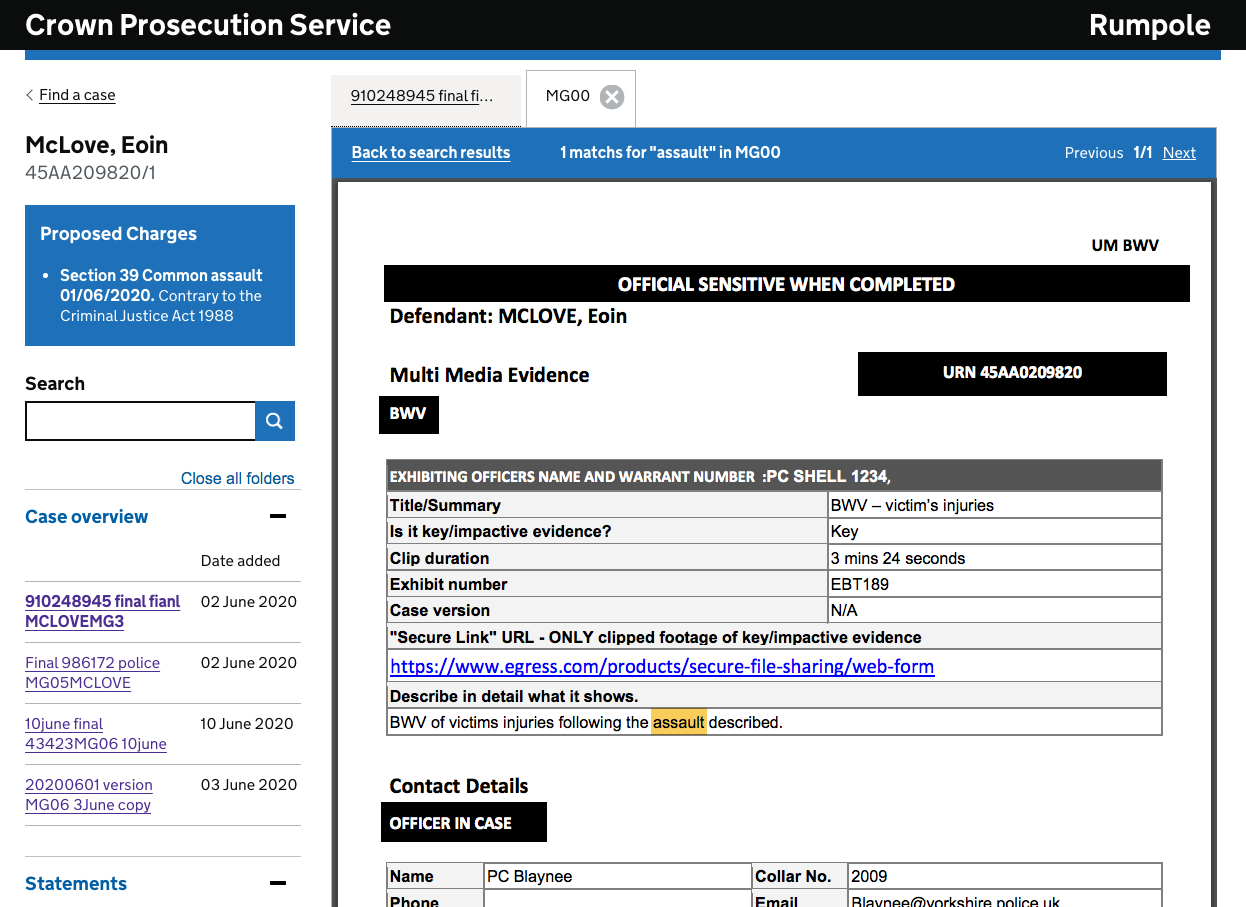 Crown Prosecution Service
Rumpole
Find a case
McLove, Eoin
45AA209820/1
Proposed Charges
• Section 39 Common assault
01/06/2020. Contrary to the
Criminal Justice Act 1988
Search
Close all folders
Case overview
Date added
910248945 final fianl 02 June 2020
MCLOVEMG3
Final 986172 police 02 June 2020
MG05MCLOVE
10june final 10 June 2020
43423MG06 10june
20200601 version 03 June 2020
MG06 3June copy
Statements
910248945 final fi...
MG00
Back to search results
1 matchs for "assault" in MG00
Previous 1/1 Next
UM BWV
OFFICIAL SENSITIVE WHEN COMPLETED
Defendant: MCLOVE, Eoin
Multi Media Evidence
URN 45AA0209820
BWV
EXHIBITING OFFICERS NAME AND WARRANT NUMBER :PC SHELL 1234,
Title/Summary BWV – victim's injuries
Is it key/impactive evidence? Key
Clip duration 3 mins 24 seconds
Exhibit number EBT189
Case version N/A
"Secure Link" URL - ONLY clipped footage of key/impactive evidence
https://www.egress.com/products/secure-file-sharing/web-form
Describe in detail what it shows.
BWV of victims injuries following the assault described.
Contact Details
OFFICER IN CASE
Name PC Blaynee Collar No. 2009
Phone Email Blaynee@yorkshire.police.uk